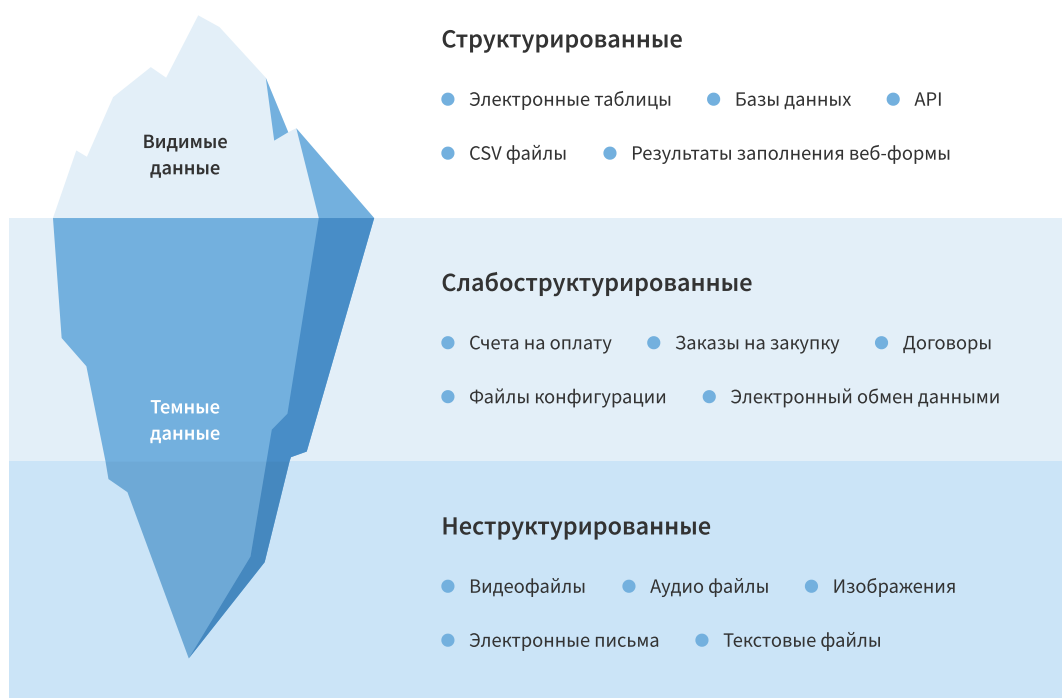 Видимые
данные
Темные
данные
Структурированные
Электронные таблицы Базы данных API
CSV файлы Результаты заполнения веб-формы
Слабоструктурированные
Счета на оплату Заказы на закупку Договоры
Файлы конфигурации Электронный обмен данными
Неструктурированные
Видеофайлы Аудио файлы Изображения
Электронные письма Текстовые файлы